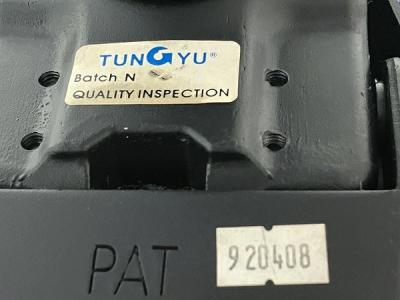 TUNGYU®
Batch N
QUALITY INSPECTION
PAT
920408